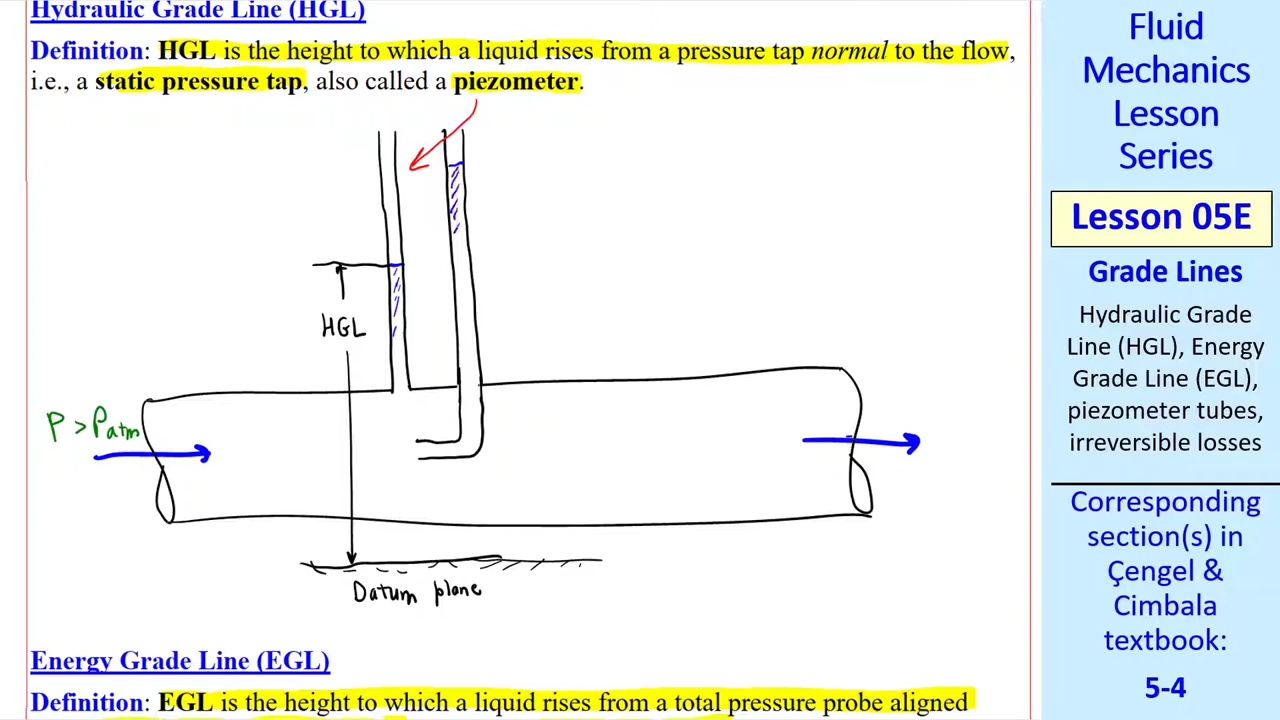 Hydraulic Grade Line (HGL)
Definition: HGL is the height to which a liquid rises from a pressure tap normal to the flow,
i.e., a static pressure tap, also called a piezometer.
HGL
P > Patm
Datum plane
Energy Grade Line (EGL)
Definition: EGL is the height to which a liquid rises from a total pressure probe aligned
Fluid
Mechanics
Lesson
Series
Lesson 05E
Grade Lines
Hydraulic Grade
Line (HGL), Energy
Grade Line (EGL),
piezometer tubes,
irreversible losses
Corresponding
section(s) in
Çengel &
Cimbala
textbook:
5-4